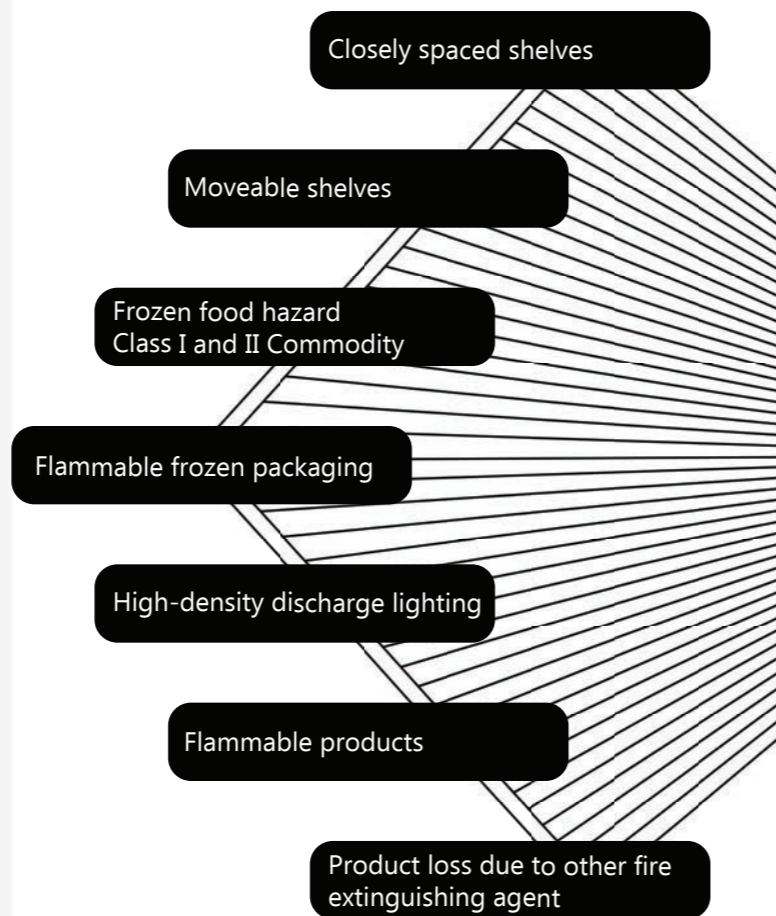 Closely spaced shelves
Moveable shelves
Frozen food hazard
Class I and II Commodity
Flammable frozen packaging
High-density discharge lighting
Flammable products
Product loss due to other fire
extinguishing agent